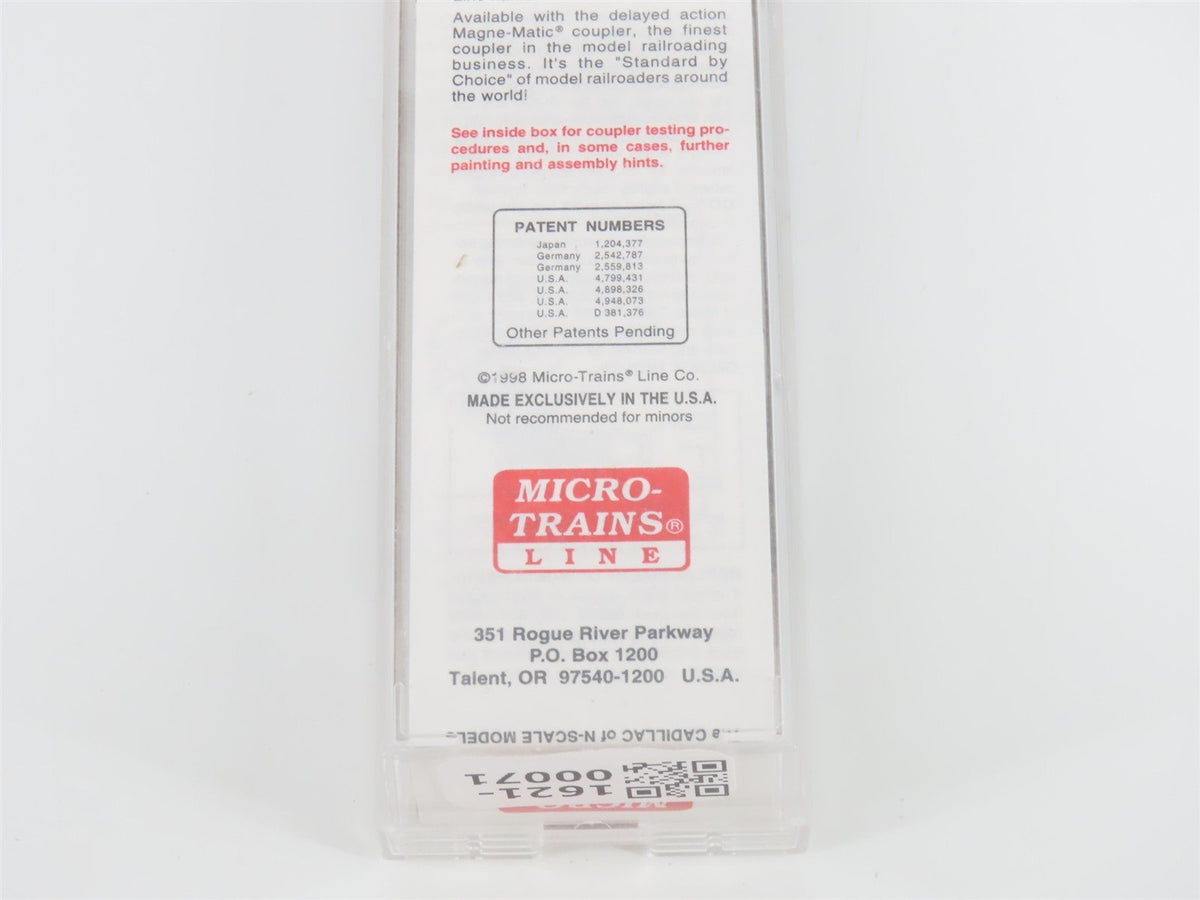 Available with the delayed action
Magne-Matic® coupler, the finest
coupler in the model railroading
business. It's the "Standard by
Choice" of model railroaders around
the world!
See inside box for coupler testing pro-
cedures and, in some cases, further
painting and assembly hints.
PATENT NUMBERS
Japan 1,204,377
Germany 2,542,787
Germany 2,559,813
U.S.A. 4,799,431
U.S.A. 4,898,326
U.S.A. 4,948,073
U.S.A. D 381,376
Other Patents Pending
©1998 Micro-Trains® Line Co.
MADE EXCLUSIVELY IN THE U.S.A.
Not recommended for minors
MICRO-
TRAINS®
LINE
351 Rogue River Parkway
P.O. Box 1200
Talent, OR 97540-1200 U.S.A.
CADILLAC of N-SCALE MODELS
1621-
00071
MICRO